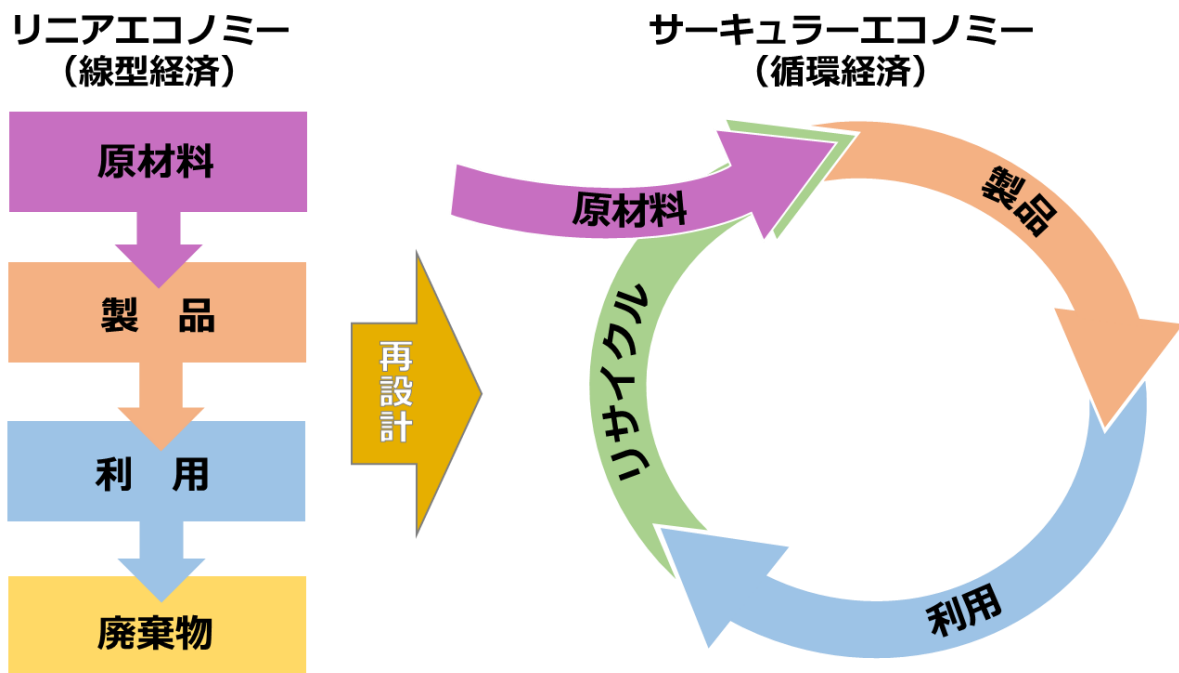 リニアエコノミー
（線型経済）
原材料
製　品
利　用
廃棄物
再設計
サーキュラーエコノミー
（循環経済）
原材料
製品
利用
リサイクル